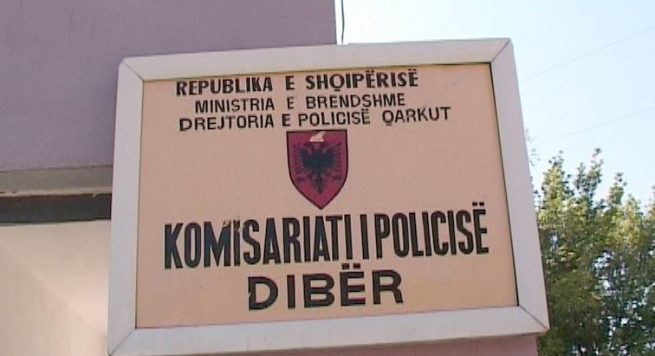 REPUBLIKA E SHQIPËRISË
MINISTRIA E BRENDSHME
DREJTORIA E POLICISË QARKUT
KOMISARIATI I POLICISË
DIBËR